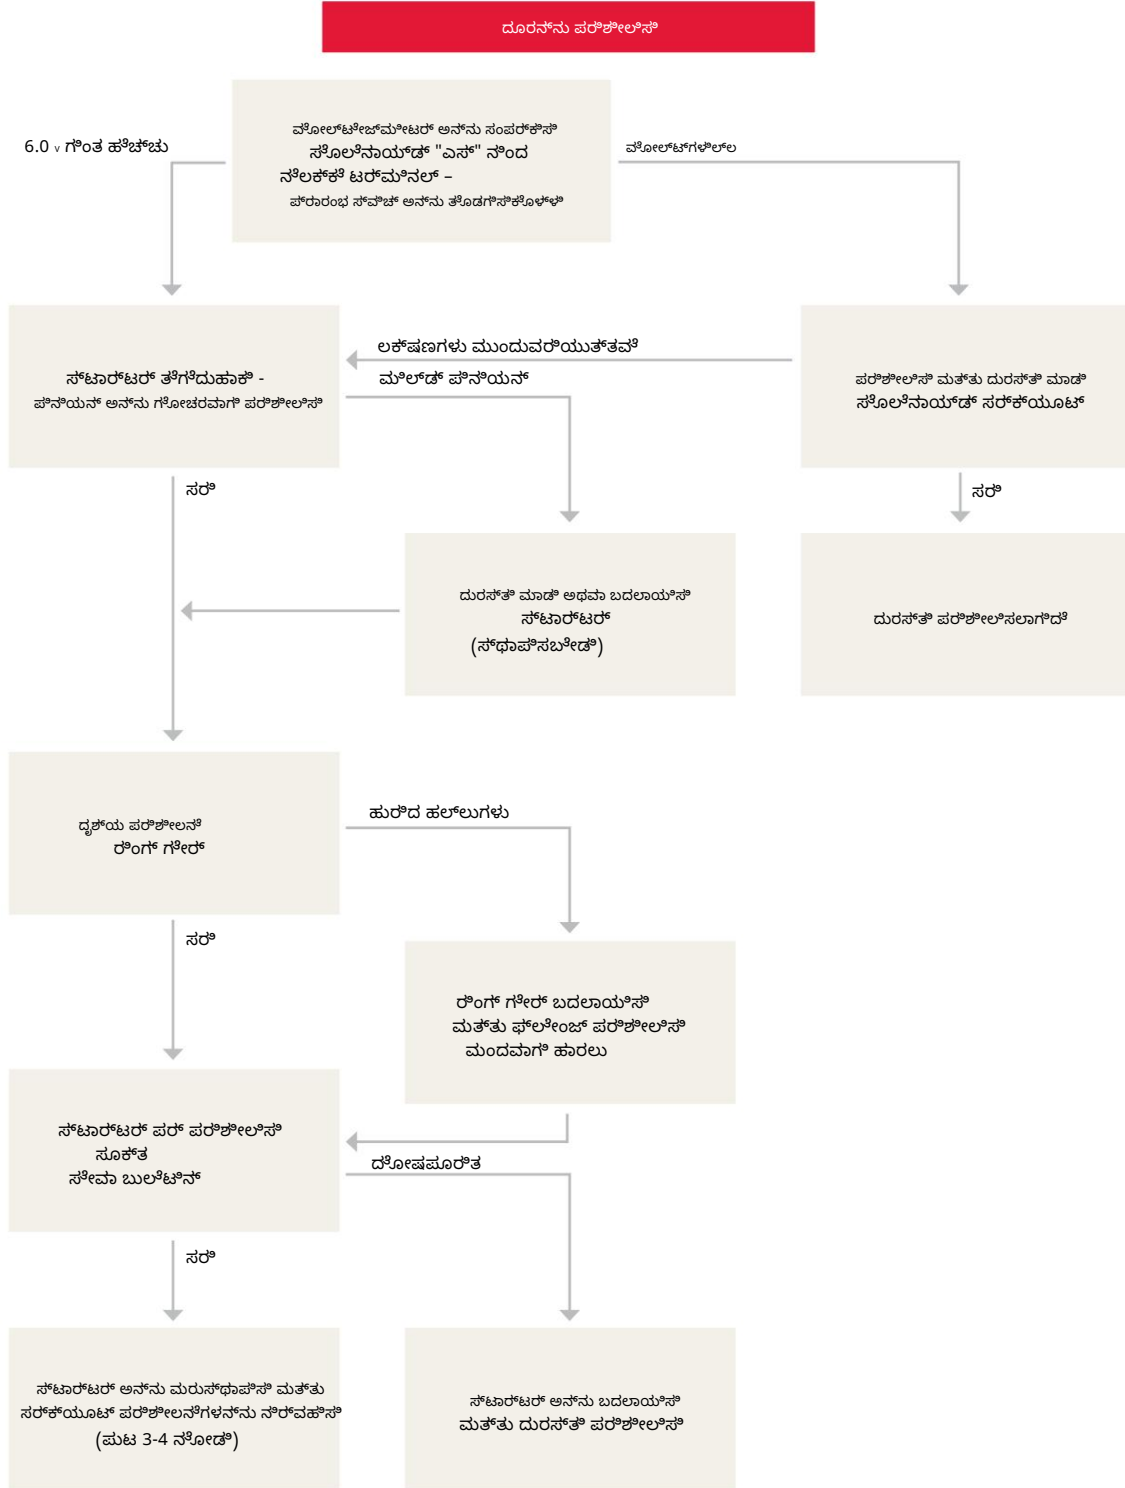 ದೂರನ್ನು ಪರಿಶೀಲಿಸಿ
ವೋಲ್ಟೇಜ್‌ಮೀಟರ್ ಅನ್ನು ಸಂಪರ್ಕಿಸಿ
ಸೊಲೆನಾಯ್ಡ್ "ಎಸ್" ನಿಂದ
ನೆಲಕ್ಕೆ ಟರ್ಮಿನಲ್ –
ಪ್ರಾರಂಭ ಸ್ವಿಚ್ ಅನ್ನು ತೊಡಗಿಸಿಕೊಳ್ಳಿ
6.0 v ಗಿಂತ ಹೆಚ್ಚು
ವೋಲ್ಟ್‌ಗಳಿಲ್ಲ
ಸ್ಟಾರ್ಟರ್ ತೆಗೆದುಹಾಕಿ -
ಪಿನಿಯನ್ ಅನ್ನು ಗೋಚರವಾಗಿ ಪರಿಶೀಲಿಸಿ
ಲಕ್ಷಣಗಳು ಮುಂದುವರಿಯುತ್ತವೆ
ಮಿಲ್ಡ್ ಪಿನಿಯನ್
ಪರಿಶೀಲಿಸಿ ಮತ್ತು ದುರಸ್ತಿ ಮಾಡಿ
ಸೊಲೆನಾಯ್ಡ್ ಸರ್ಕ್ಯೂಟ್
ಸರಿ
ಸರಿ
ದುರಸ್ತಿ ಮಾಡಿ ಅಥವಾ ಬದಲಾಯಿಸಿ
ಸ್ಟಾರ್ಟರ್
(ಸ್ಥಾಪಿಸಬೇಡಿ)
ದುರಸ್ತಿ ಪರಿಶೀಲಿಸಲಾಗಿದೆ
ದೃಶ್ಯ ಪರಿಶೀಲನೆ
ರಿಂಗ್ ಗೇರ್
ಹುರಿದ ಹಲ್ಲುಗಳು
ಸರಿ
ರಿಂಗ್ ಗೇರ್ ಬದಲಾಯಿಸಿ
ಮತ್ತು ಫ್ಲೇಂಜ್ ಪರಿಶೀಲಿಸಿ
ಮಂದವಾಗಿ ಹಾರಲು
ಸ್ಟಾರ್ಟರ್ ಪರ್ ಪರಿಶೀಲಿಸಿ
ಸೂಕ್ತ
ಸೇವಾ ಬುಲೆಟಿನ್
ದೋಷಪೂರಿತ
ಸರಿ
ಸ್ಟಾರ್ಟರ್ ಅನ್ನು ಮರುಸ್ಥಾಪಿಸಿ ಮತ್ತು
ಸರ್ಕ್ಯೂಟ್ ಪರಿಶೀಲನೆಗಳನ್ನು ನಿರ್ವಹಿಸಿ
(ಪುಟ 3-4 ನೋಡಿ)
ಸ್ಟಾರ್ಟರ್ ಅನ್ನು ಬದಲಾಯಿಸಿ
ಮತ್ತು ದುರಸ್ತಿ ಪರಿಶೀಲಿಸಿ